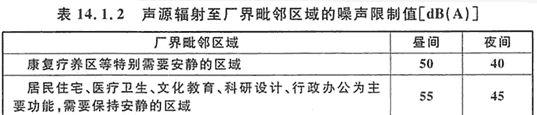 表 14.1.2 声源辐射至厂界毗邻区域的噪声限制值[dB(A)]
厂界毗邻区域 昼间 夜间
康复疗养区等特别需要安静的区域 50 40
居民住宅、医疗卫生、文化教育、科研设计、行政办公为主
要功能,需要保持安静的区域 55 45